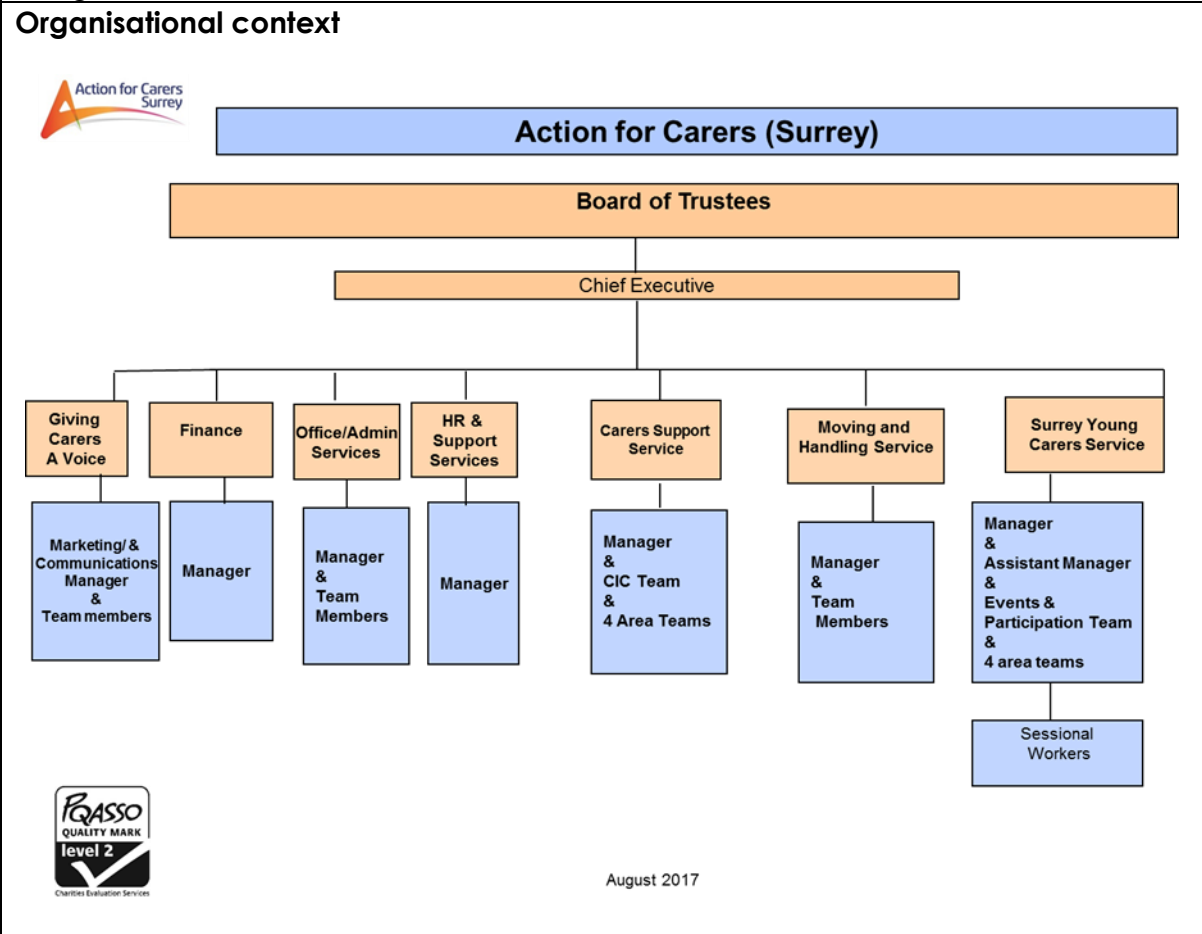 Organisational context
Action for Carers
Surrey
Action for Carers (Surrey)
Board of Trustees
Chief Executive
Giving
Carers
A Voice
Finance
Office/Admin
Services
HR &
Support
Services
Carers Support
Service
Moving and
Handling Service
Surrey Young
Carers Service
Marketing/ &
Communications
Manager
&
Team members
Manager
Manager
&
Team
Members
Manager
Manager
&
CIC Team
&
4 Area Teams
Manager
&
Team
Members
Manager
&
Assistant Manager
&
Events &
Participation Team
&
4 area teams
Sessional
Workers
PQASSO
QUALITY MARK
level 2
Charities Evaluation Services
August 2017